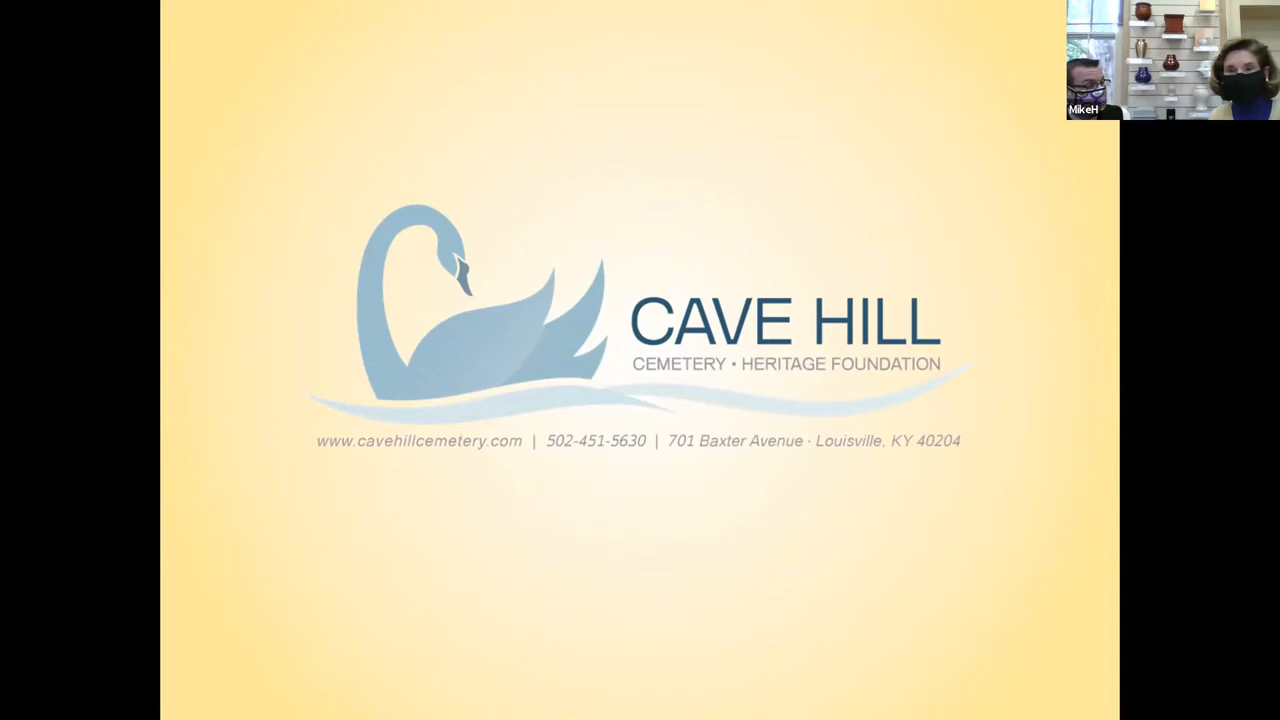 MikeH
CAVE HILL
CEMETERY • HERITAGE FOUNDATION
www.cavehillcemetery.com | 502-451-5630 | 701 Baxter Avenue · Louisville, KY 40204